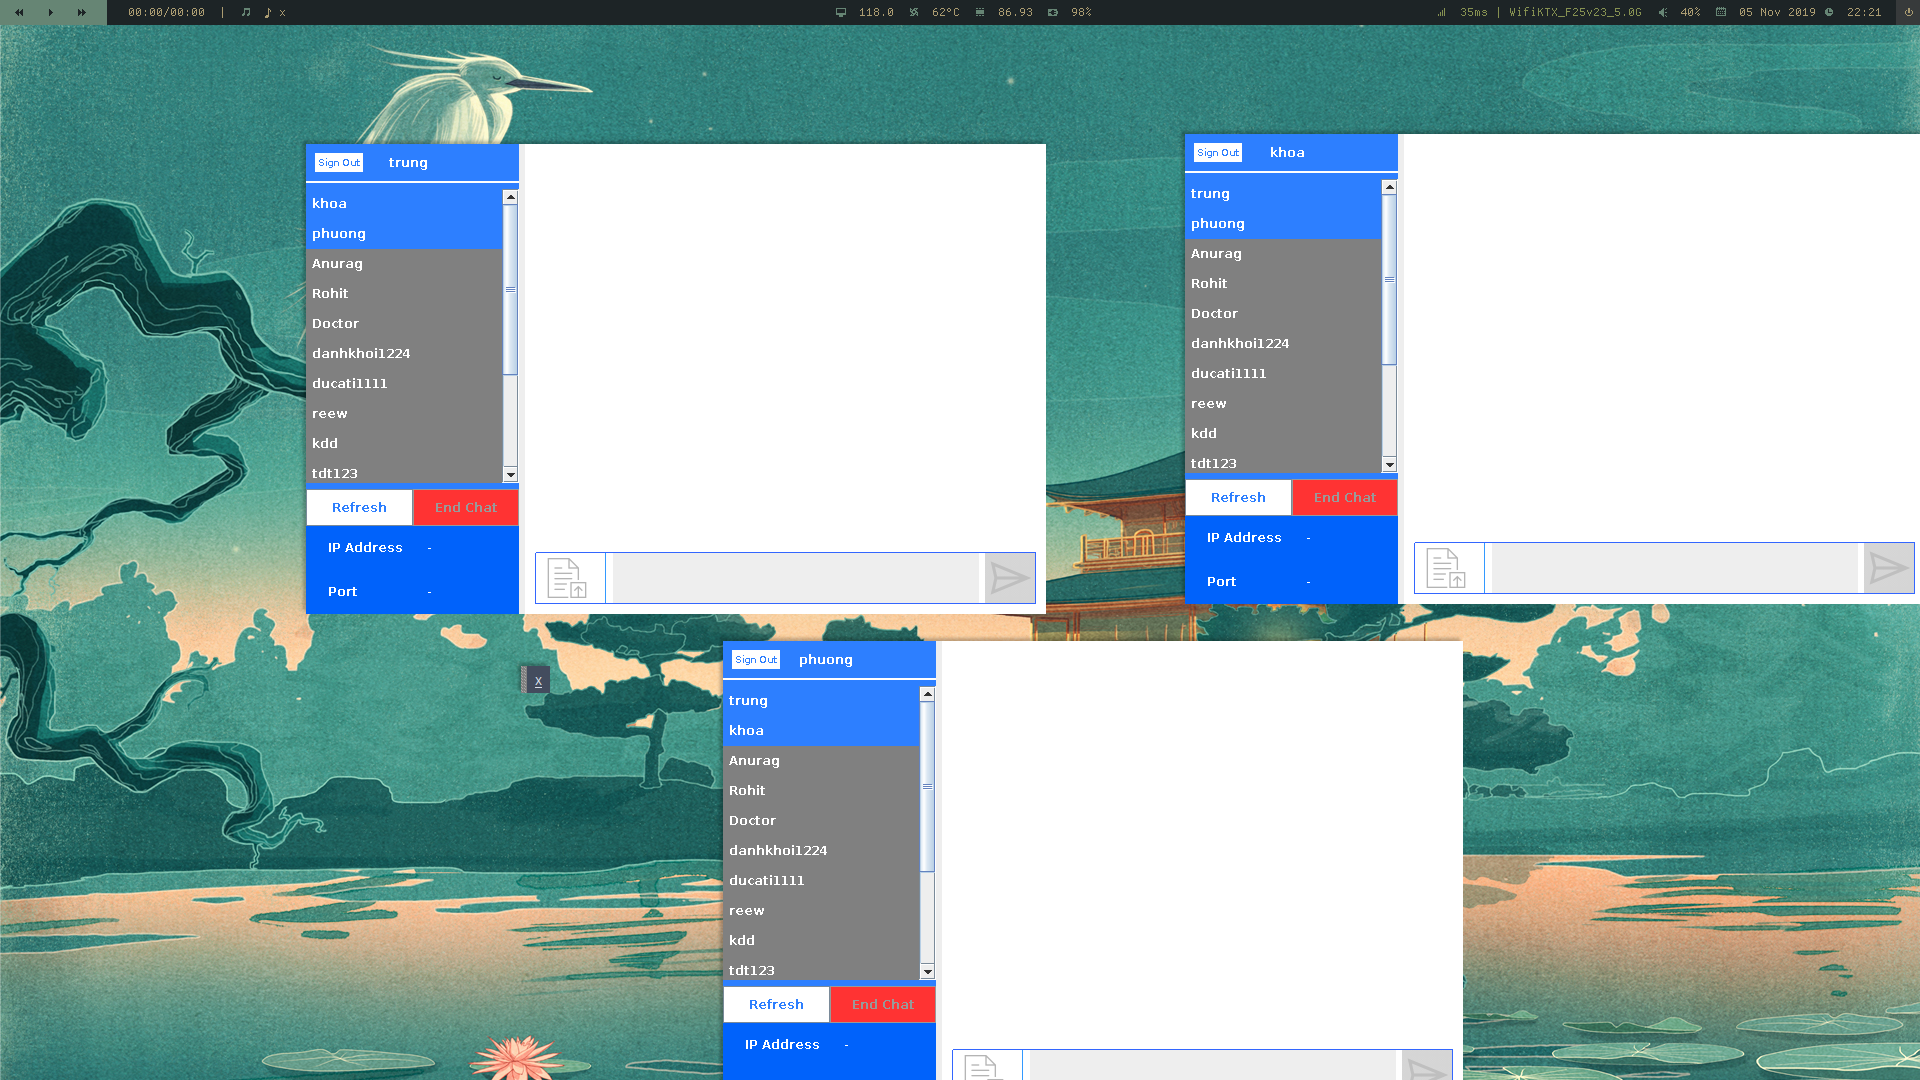 00:00/00:00 | x 118.0 62°C 86.93 98% 35ms | WifiKTX_F25v23_5.0G 40% 05 Nov 2019 22:21
Sign Out trung
khoa
phuong
Anurag
Rohit
Doctor
danhkhoi1224
ducati1111
reew
kdd
tdt123
Refresh End Chat
IP Address -
Port -
Sign Out khoa
trung
phuong
Anurag
Rohit
Doctor
danhkhoi1224
ducati1111
reew
kdd
tdt123
Refresh End Chat
IP Address -
Port -
x
Sign Out phuong
trung
khoa
Anurag
Rohit
Doctor
danhkhoi1224
ducati1111
reew
kdd
tdt123
Refresh End Chat
IP Address -